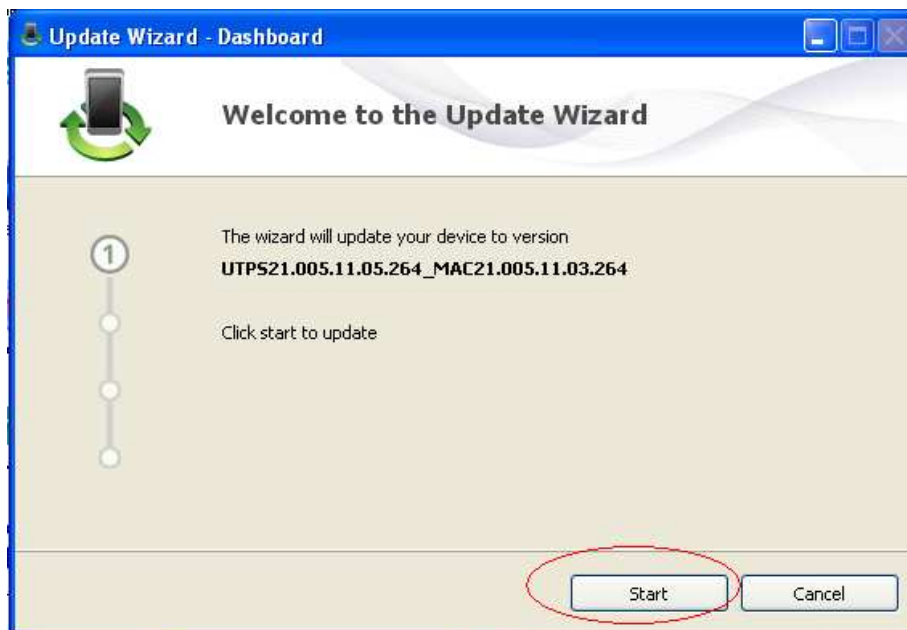 Update Wizard - Dashboard
Welcome to the Update Wizard
1
The wizard will update your device to version
UTPS21.005.11.05.264_MAC21.005.11.03.264
Click start to update
Start
Cancel